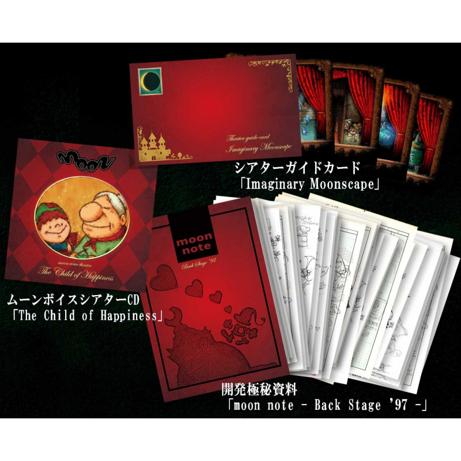 Theater guide card
Imaginary Moonscape
シアターガイドカード
「Imaginary Moonscape」
MOON
The Child of Happiness
ムーンボイスシアターCD
「The Child of Happiness」
moon
note
Back Stage '97
開発極秘資料
「moon note - Back Stage '97 -」